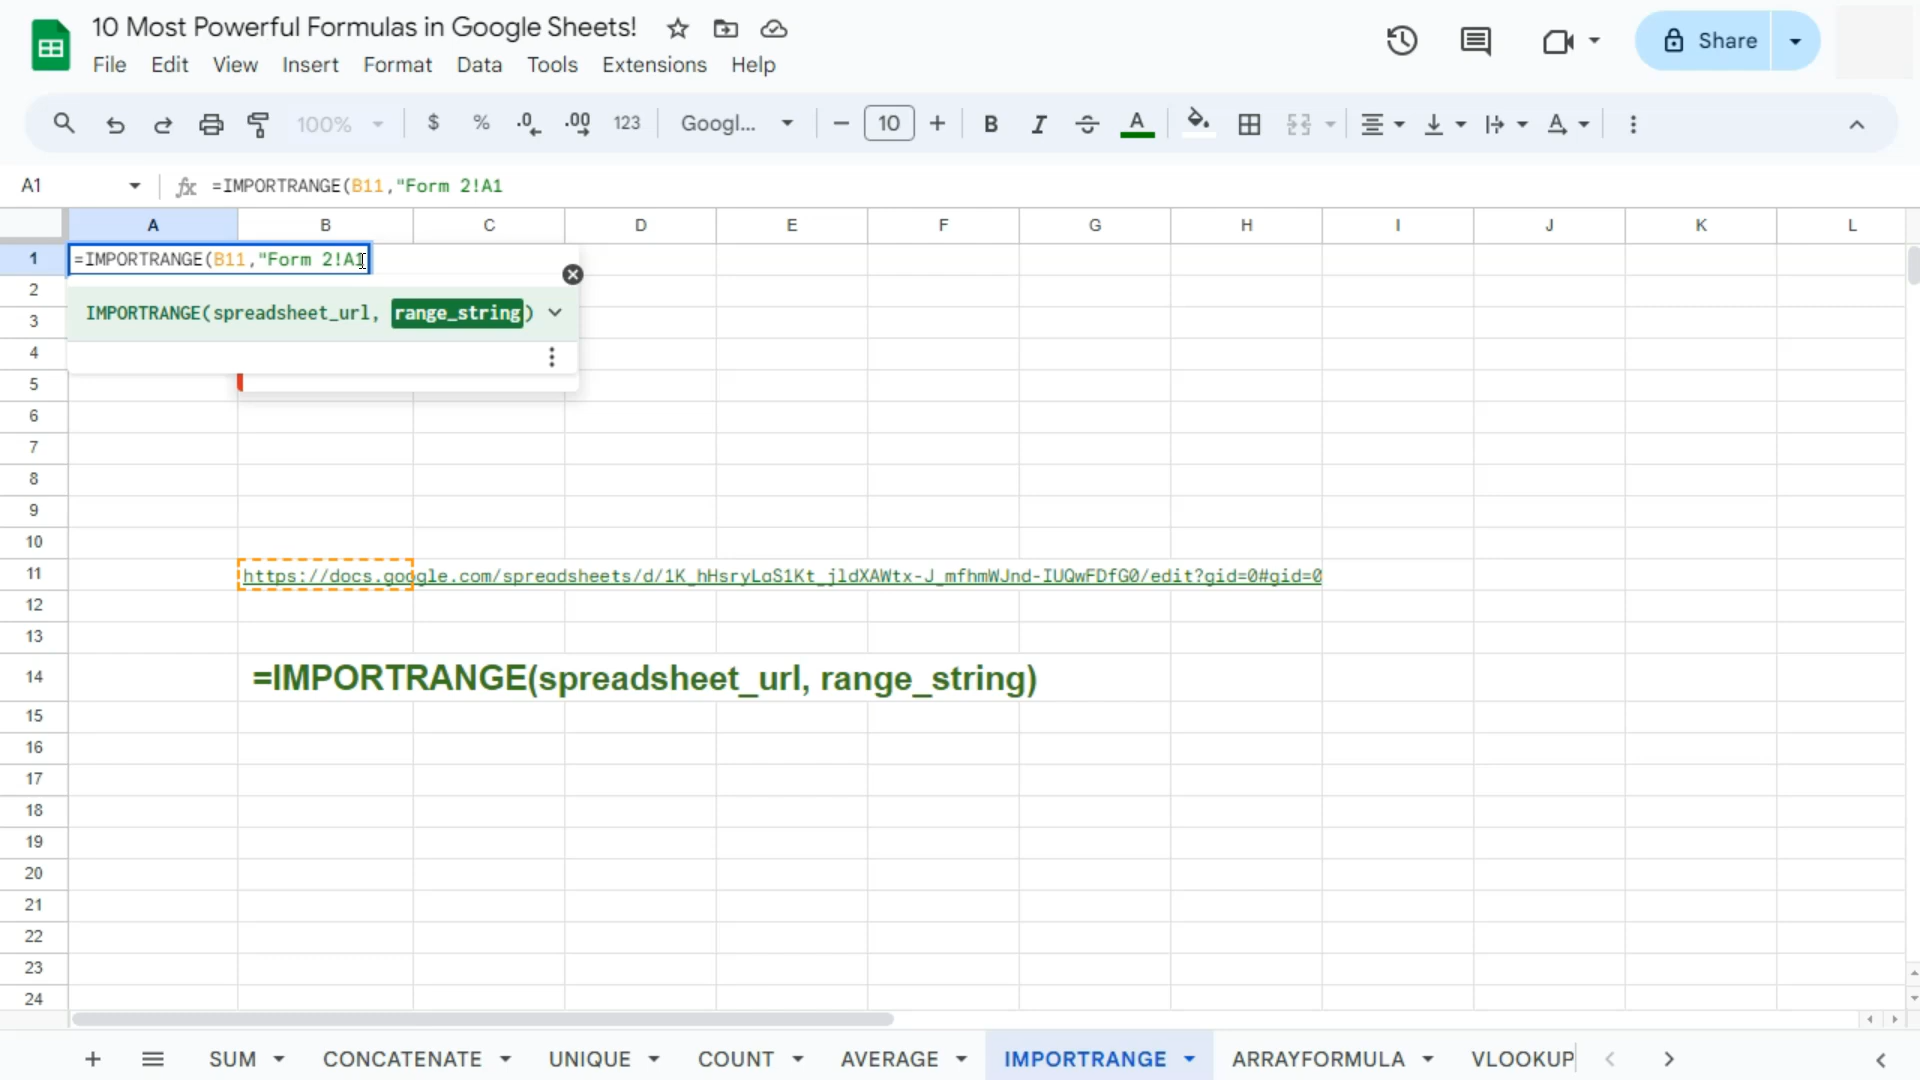 10 Most Powerful Formulas in Google Sheets!
File Edit View Insert Format Data Tools Extensions Help
Share
100% $ % .0 .00 123 Googl... 10 B I A
A1 fx =IMPORTRANGE(B11,"Form 2!A1
A B C D E F G H I J K L
1 =IMPORTRANGE(B11,"Form 2!A1
2
IMPORTRANGE(spreadsheet_url, range_string)
3
4
5
6
7
8
9
10
11 https://docs.google.com/spreadsheets/d/1K_hHsryLaS1Kt_jldXAWtx-J_mfhmWJnd-IUQwFDfG0/edit?gid=0#gid=0
12
13
14 =IMPORTRANGE(spreadsheet_url, range_string)
15
16
17
18
19
20
21
22
23
24
SUM CONCATENATE UNIQUE COUNT AVERAGE IMPORTRANGE ARRAYFORMULA VLOOKUP